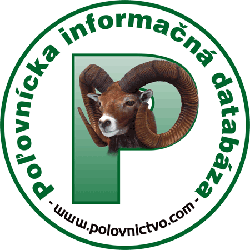 Poľovnícka informačná databáza
P
- www.polovnictvo.com -